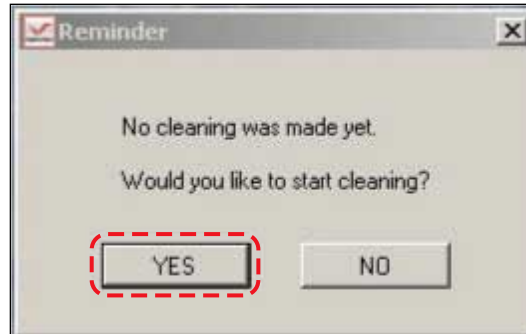 Reminder
No cleaning was made yet.
Would you like to start cleaning?
YES NO